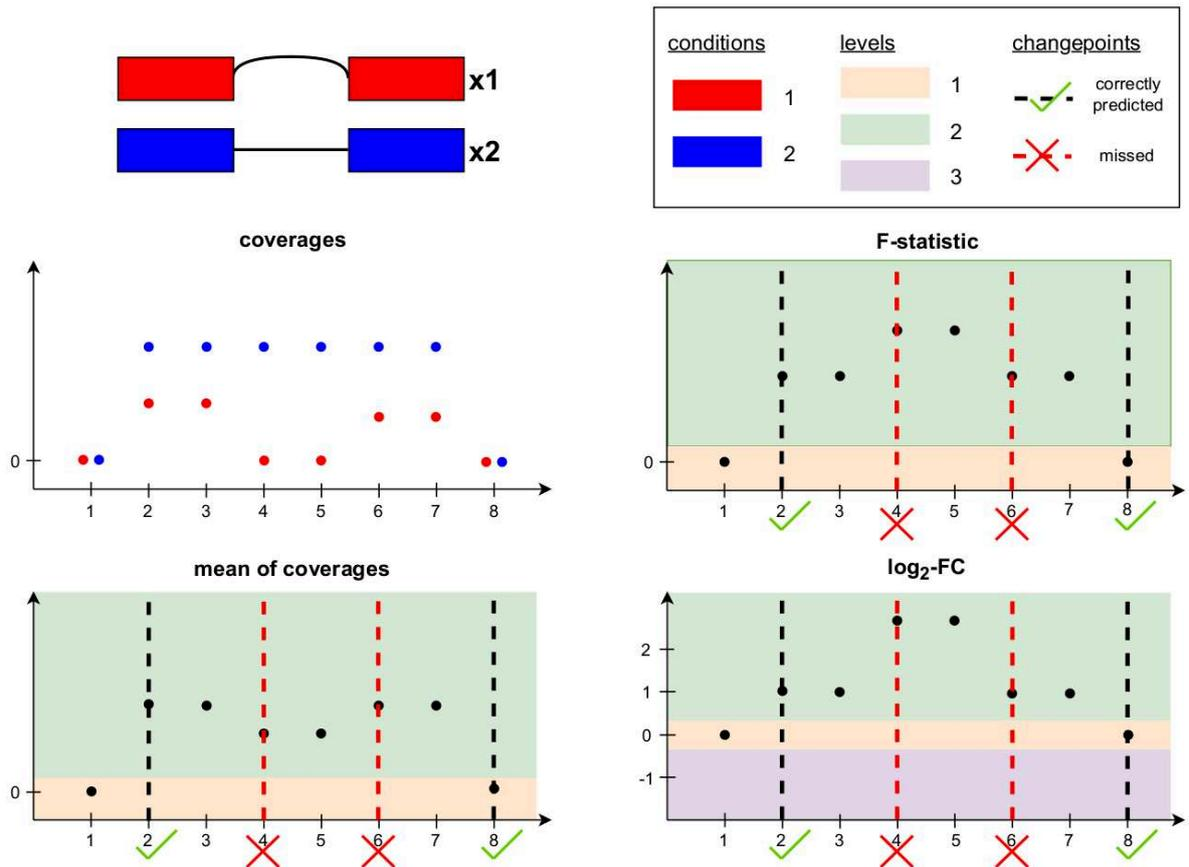 x1
x2
conditions levels changepoints
1 1 correctly
predicted
2 2 missed
3
coverages
0
1 2 3 4 5 6 7 8
F-statistic
0
1 2 3 4 5 6 7 8
mean of coverages
0
1 2 3 4 5 6 7 8
log2-FC
2
1
0
-1
1 2 3 4 5 6 7 8